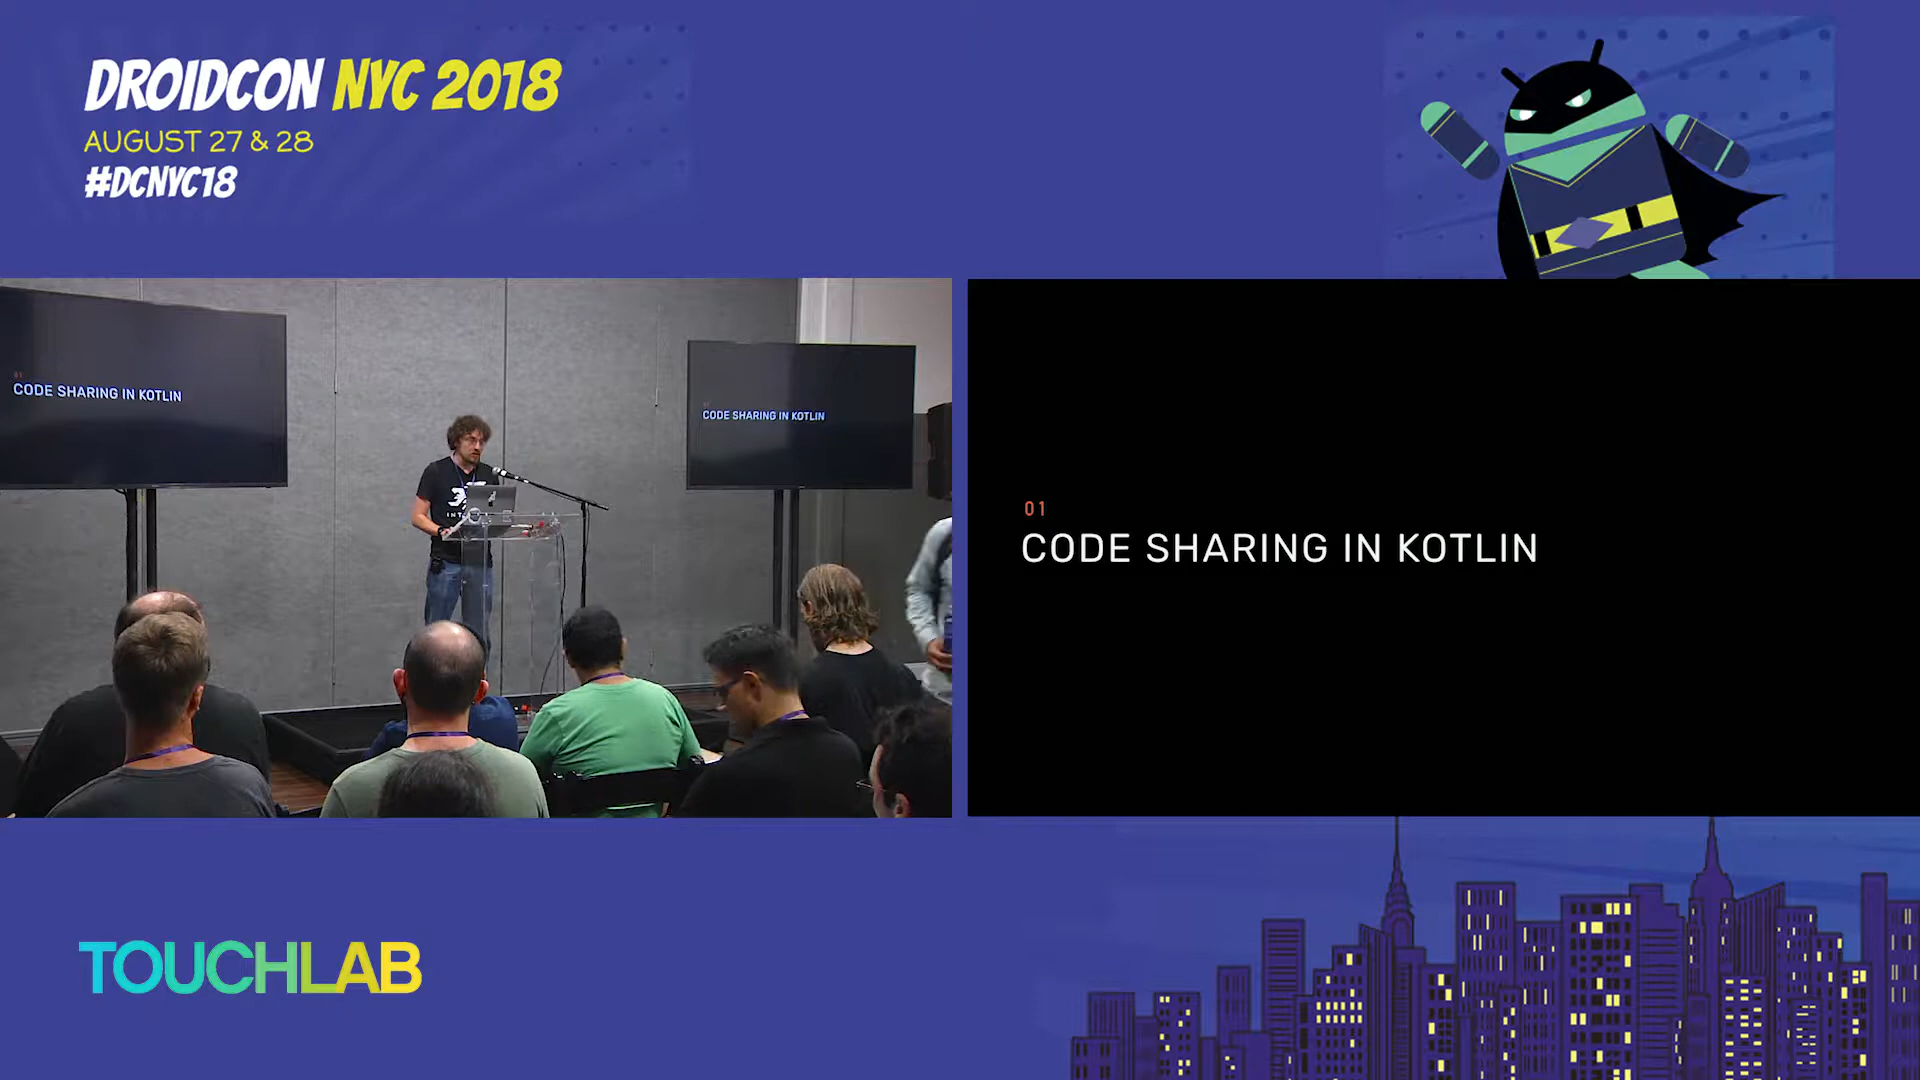 DROIDCON NYC 2018
AUGUST 27 & 28
#DCNYC18
01
CODE SHARING IN KOTLIN
CODE SHARING IN KOTLIN
01
CODE SHARING IN KOTLIN
TOUCHLAB